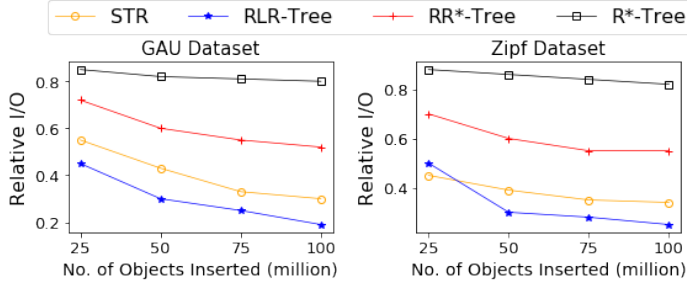 STR RLR-Tree RR*-Tree R*-Tree
GAU Dataset
Relative I/O
0.8
0.6
0.4
0.2
25 50 75 100
No. of Objects Inserted (million)
Zipf Dataset
Relative I/O
0.8
0.6
0.4
25 50 75 100
No. of Objects Inserted (million)